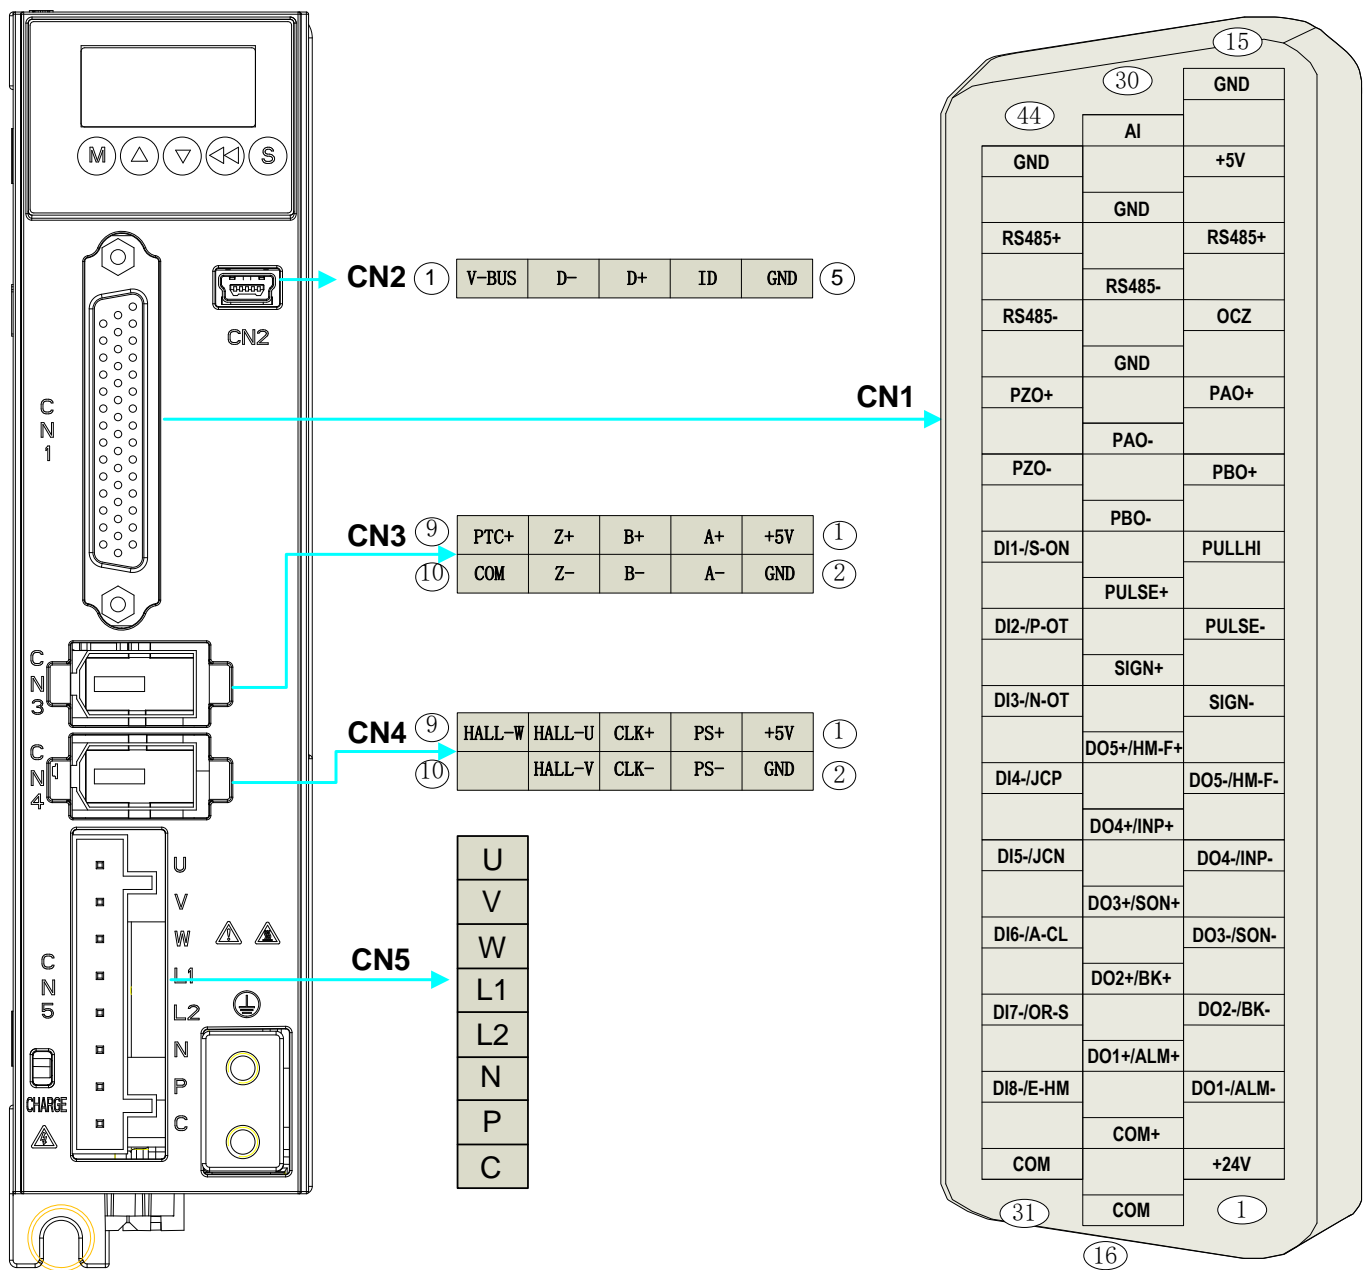 M S
CN2
C
N
1
C
N
3
C
N
4
C
N
5
CHARGE
U
V
W
L1
L2
N
P
C
CN2 1 V-BUS D- D+ ID GND 5
CN1
CN3 9 PTC+ Z+ B+ A+ +5V 1
10 COM Z- B- A- GND 2
CN4 9 HALL-W HALL-U CLK+ PS+ +5V 1
10 HALL-V CLK- PS- GND 2
CN5
U
V
W
L1
L2
N
P
C
15
30
GND
44
AI
GND +5V
GND
RS485+ RS485+
RS485-
RS485- OCZ
GND
PZO+ PAO+
PAO-
PZO- PBO+
PBO-
DI1-/S-ON PULLHI
PULSE+
DI2-/P-OT PULSE-
SIGN+
DI3-/N-OT SIGN-
DO5+/HM-F+
DI4-/JCP DO5-/HM-F-
DO4+/INP+
DI5-/JCN DO4-/INP-
DO3+/SON+
DI6-/A-CL DO3-/SON-
DO2+/BK+
DI7-/OR-S DO2-/BK-
DO1+/ALM+
DI8-/E-HM DO1-/ALM-
COM+
COM +24V
31 COM 1
16